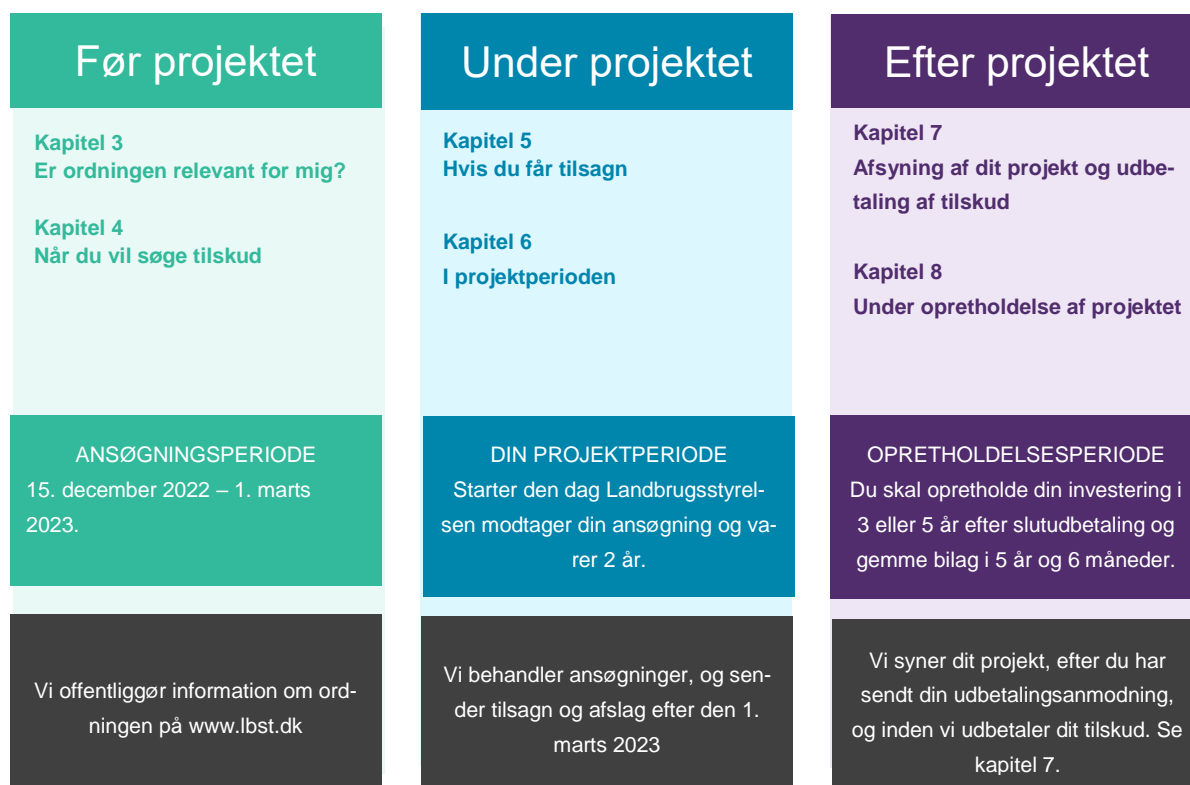 Før projektet
Kapitel 3
Er ordningen relevant for mig?
Kapitel 4
Når du vil søge tilskud
ANSØGNINGSPERIODE
15. december 2022 – 1. marts
2023.
Vi offentliggør information om ord-
ningen på www.lbst.dk
Under projektet
Kapitel 5
Hvis du får tilsagn
Kapitel 6
I projektperioden
DIN PROJEKTPERIODE
Starter den dag Landbrugsstyrel-
sen modtager din ansøgning og va-
rer 2 år.
Vi behandler ansøgninger, og sen-
der tilsagn og afslag efter den 1.
marts 2023
Efter projektet
Kapitel 7
Afsyning af dit projekt og udbe-
taling af tilskud
Kapitel 8
Under opretholdelse af projektet
OPRETHOLDELSESPERIODE
Du skal opretholde din investering i
3 eller 5 år efter slutudbetaling og
gemme bilag i 5 år og 6 måneder.
Vi syner dit projekt, efter du har
sendt din udbetalingsanmodning,
og inden vi udbetaler dit tilskud. Se
kapitel 7.